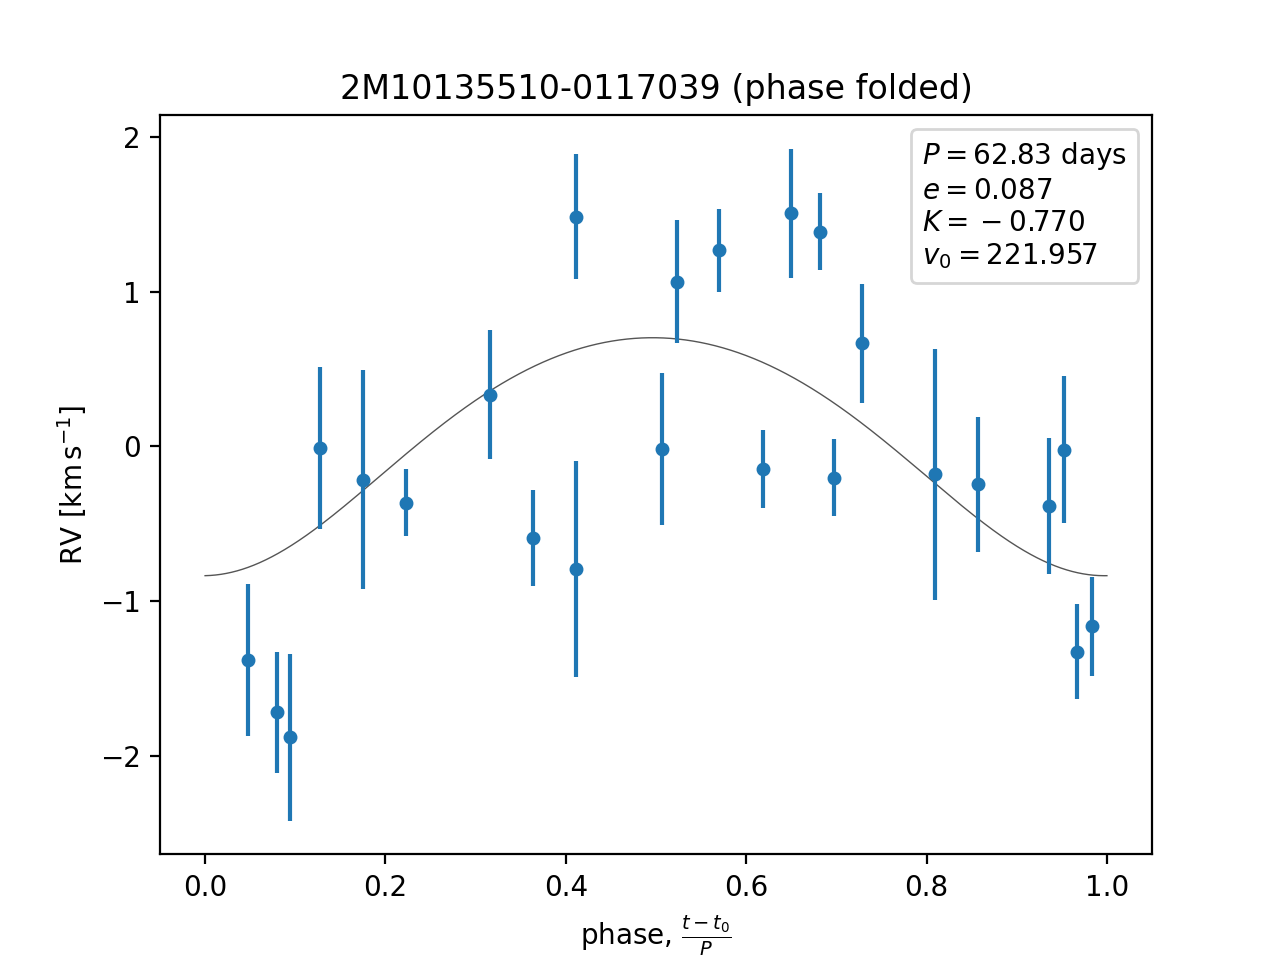 2M10135510-0117039 (phase folded)
P = 62.83 days
e = 0.087
K = −0.770
v₀ = 221.957
2
1
0
−1
−2
RV [km s⁻¹]
0.0 0.2 0.4 0.6 0.8 1.0
phase, (t − t₀)/P